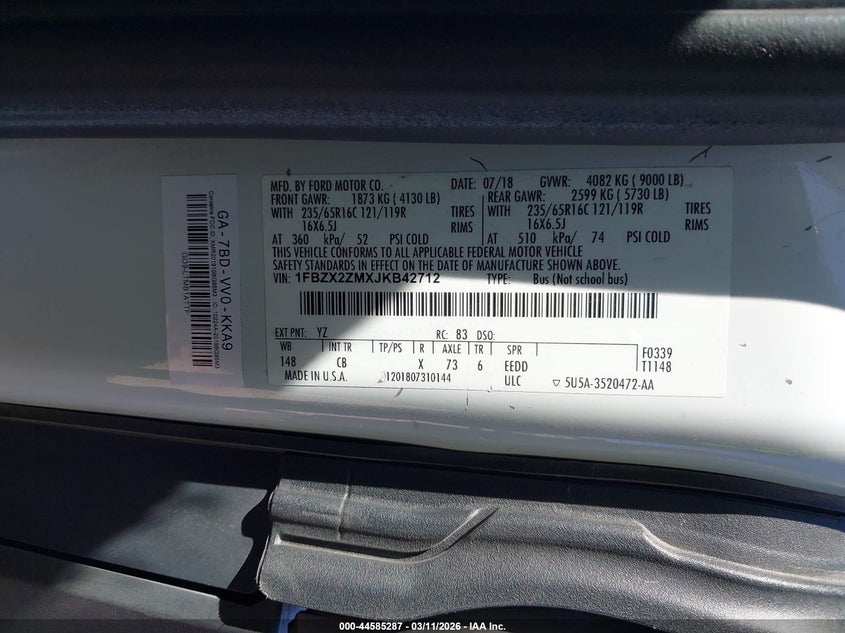 MFD. BY FORD MOTOR CO. DATE: 07/18 GVWR: 4082 KG ( 9000 LB)
FRONT GAWR: 1873 KG ( 4130 LB) REAR GAWR: 2599 KG ( 5730 LB)
WITH 235/65R16C 121/119R TIRES WITH 235/65R16C 121/119R TIRES
16X6.5J RIMS 16X6.5J RIMS
AT 360 kPa/ 52 PSI COLD AT 510 kPa/ 74 PSI COLD
THIS VEHICLE CONFORMS TO ALL APPLICABLE FEDERAL MOTOR VEHICLE
SAFETY STANDARDS IN EFFECT ON THE DATE OF MANUFACTURE SHOWN ABOVE.
VIN: 1FBZX2ZMXJKB42712 TYPE: Bus (Not school bus)
EXT PNT: YZ RC: 83 DSO:
WB INT TR TP/PS R AXLE TR SPR F0339
148 CB X 73 6 EEDD T1148
ULC
MADE IN U.S.A. 01201807310144 5U5A-3520472-AA
GA - 7BD - VV0 - KKA9
000-44585287 - 03/11/2026 - IAA Inc.